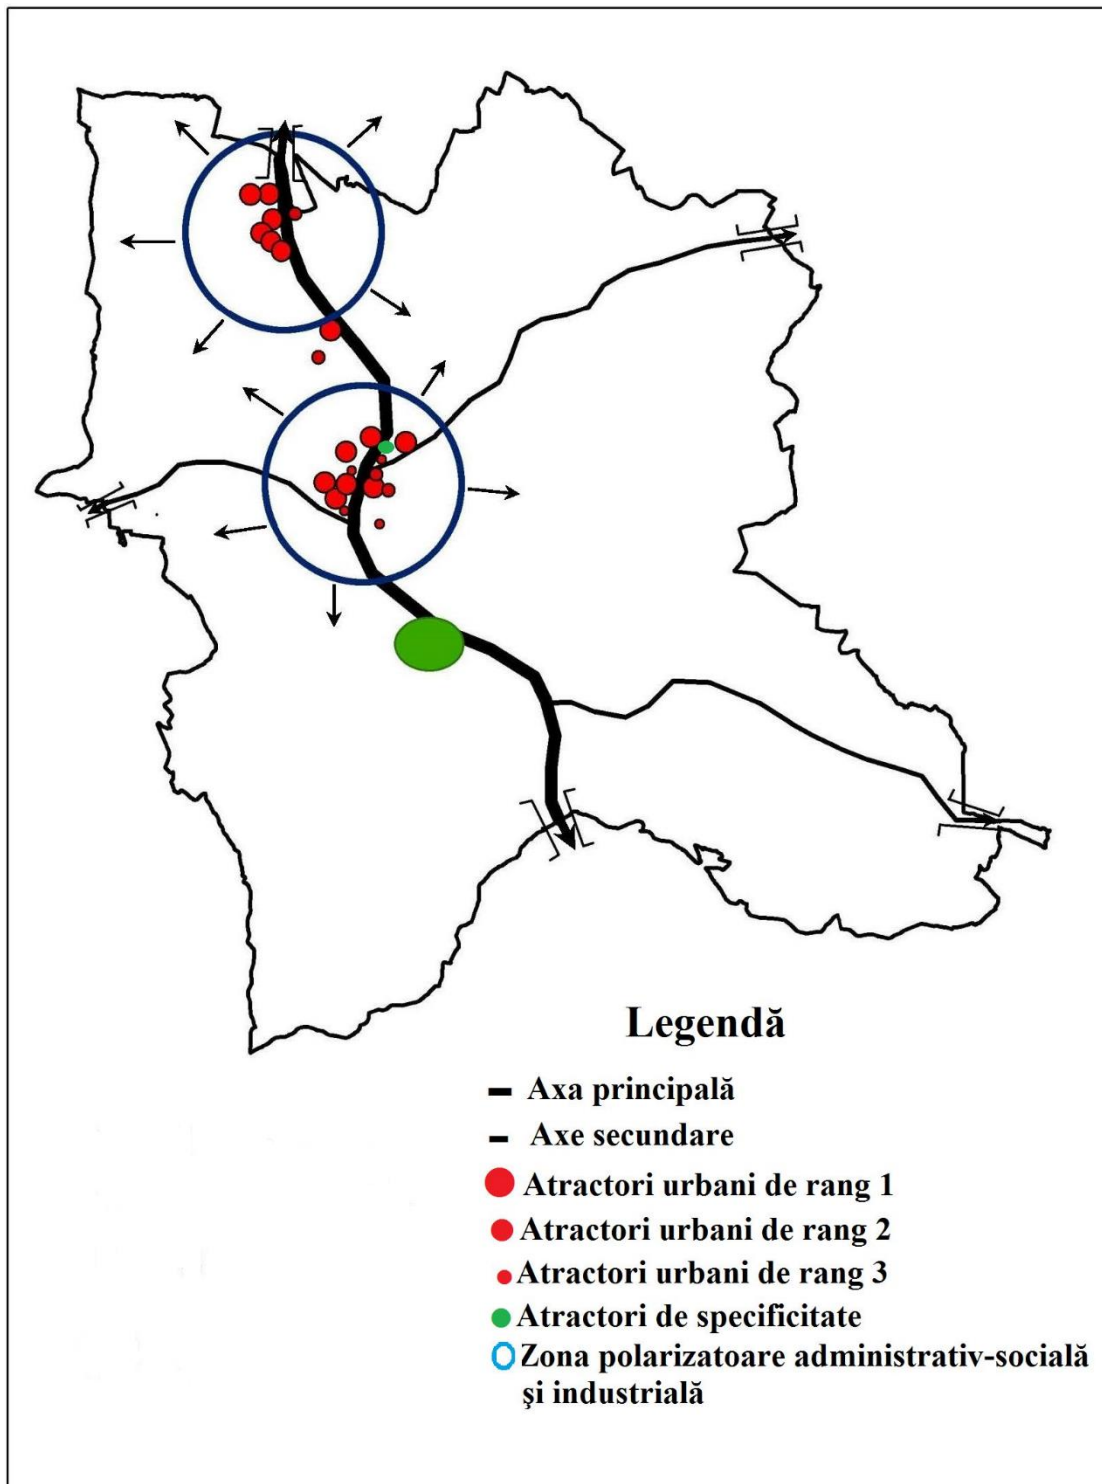 Legendă
Axa principală
Axe secundare
Atractori urbani de rang 1
Atractori urbani de rang 2
Atractori urbani de rang 3
Atractori de specificitate
Zona polarizatoare administrativ-socială
şi industrială